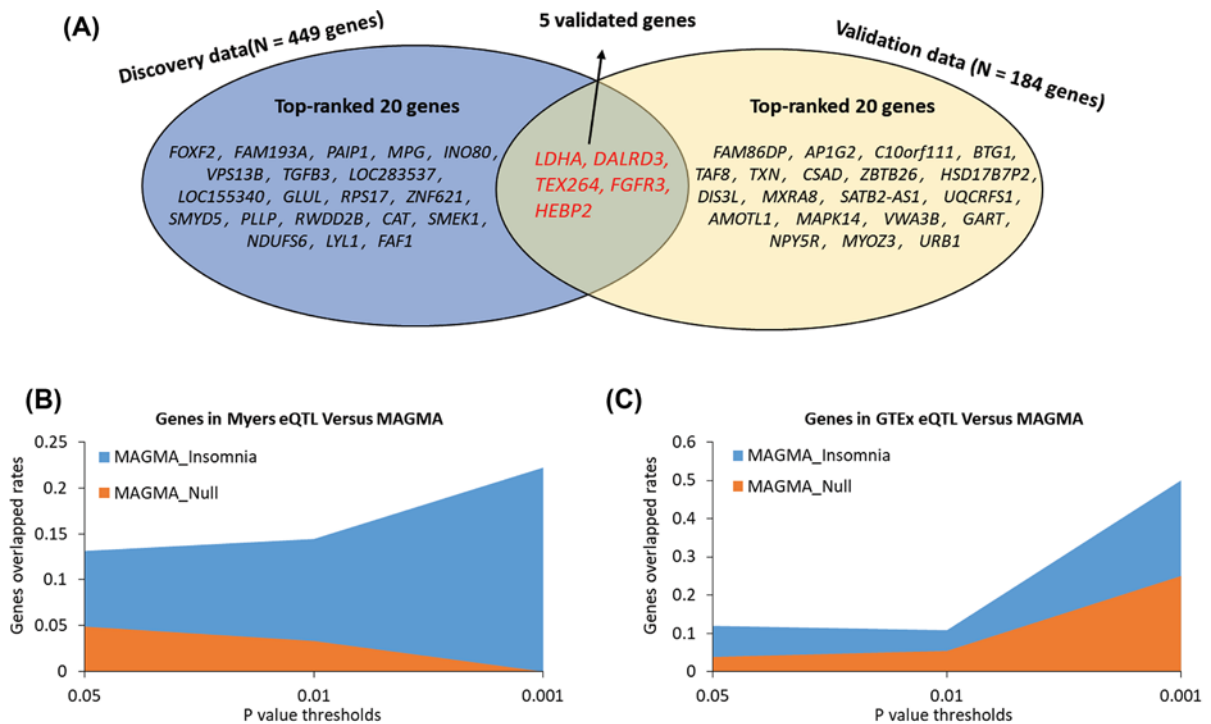 (A)
5 validated genes
Discovery data(N = 449 genes)
Validation data (N = 184 genes)
Top-ranked 20 genes
FOXF2, FAM193A, PAIP1, MPG, INO80,
VPS13B, TGFB3, LOC283537,
LOC155340, GLUL, RPS17, ZNF621,
SMYD5, PLLP, RWDD2B, CAT, SMEK1,
NDUFS6, LYL1, FAF1
LDHA, DALRD3,
TEX264, FGFR3,
HEBP2
Top-ranked 20 genes
FAM86DP, AP1G2, C10orf111, BTG1,
TAF8, TXN, CSAD, ZBTB26, HSD17B7P2,
DIS3L, MXRA8, SATB2-AS1, UQCRFS1,
AMOTL1, MAPK14, VWA3B, GART,
NPY5R, MYOZ3, URB1
(B)
Genes in Myers eQTL Versus MAGMA
MAGMA_Insomnia
MAGMA_Null
Genes overlapped rates
0.25
0.2
0.15
0.1
0.05
0
0.05 0.01 0.001
P value thresholds
(C)
Genes in GTEx eQTL Versus MAGMA
MAGMA_Insomnia
MAGMA_Null
Genes overlapped rates
0.6
0.5
0.4
0.3
0.2
0.1
0
0.05 0.01 0.001
P value thresholds